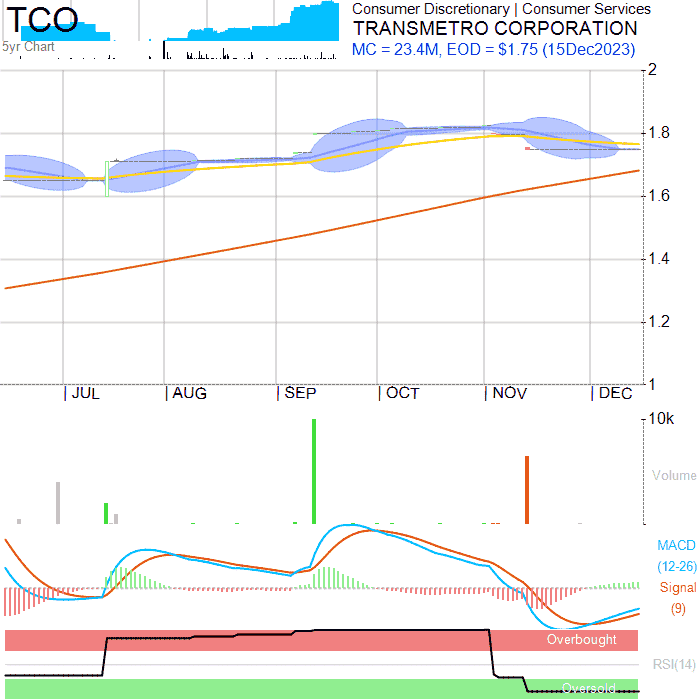 TCO
5yr Chart
Consumer Discretionary | Consumer Services
TRANSMETRO CORPORATION
MC = 23.4M, EOD = $1.75 (15Dec2023)
2
1.8
1.6
1.4
1.2
1
JUL AUG SEP OCT NOV DEC
10k
Volume
MACD
(12-26)
Signal
(9)
Overbought
RSI(14)
Oversold